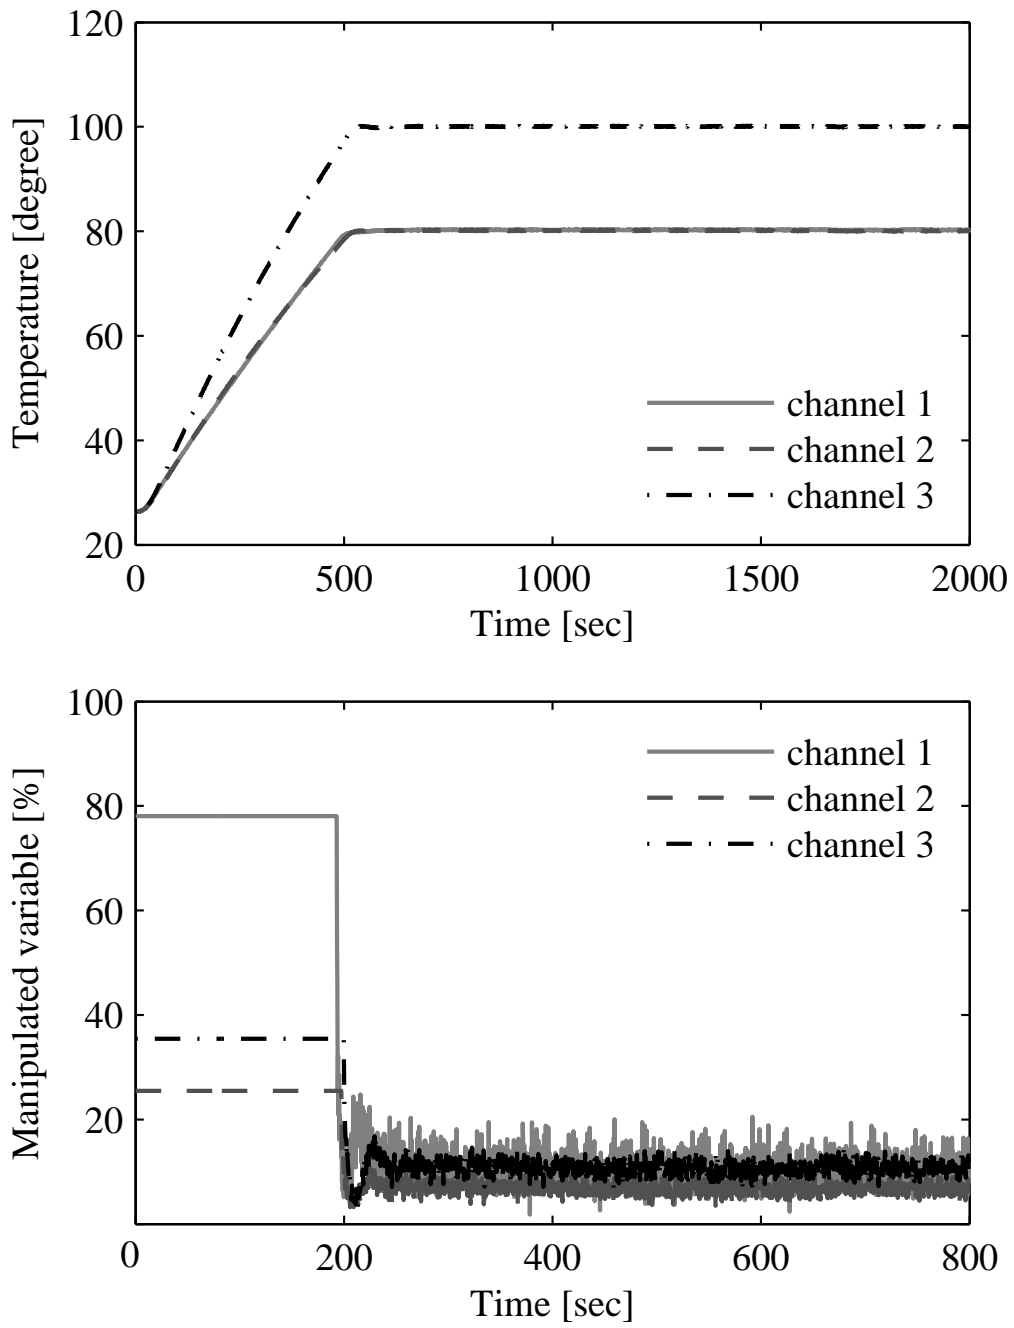 120
100
80
60
40
20
Temperature [degree]
channel 1
channel 2
channel 3
0 500 1000 1500 2000
Time [sec]
100
80
60
40
20
Manipulated variable [%]
channel 1
channel 2
channel 3
0 200 400 600 800
Time [sec]